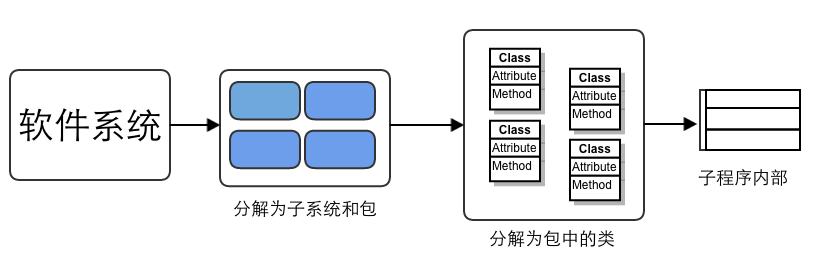 软件系统
分解为子系统和包
Class
Attribute
Method
Class
Attribute
Method
Class
Attribute
Method
Class
Attribute
Method
分解为包中的类
子程序内部